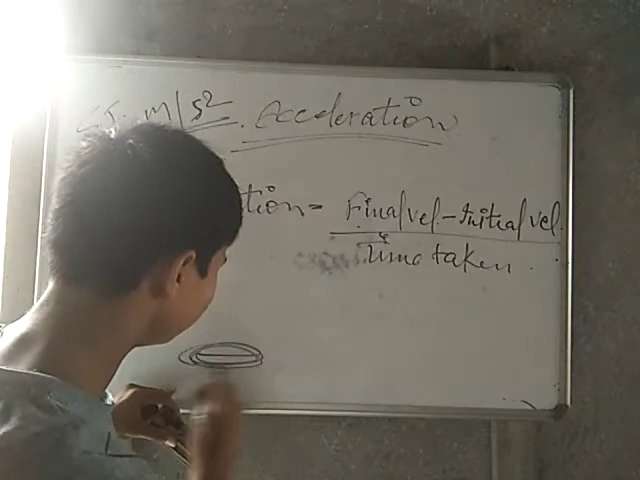 m/s². Acceleration
tion = Final vel - Initial vel.
Time taken.